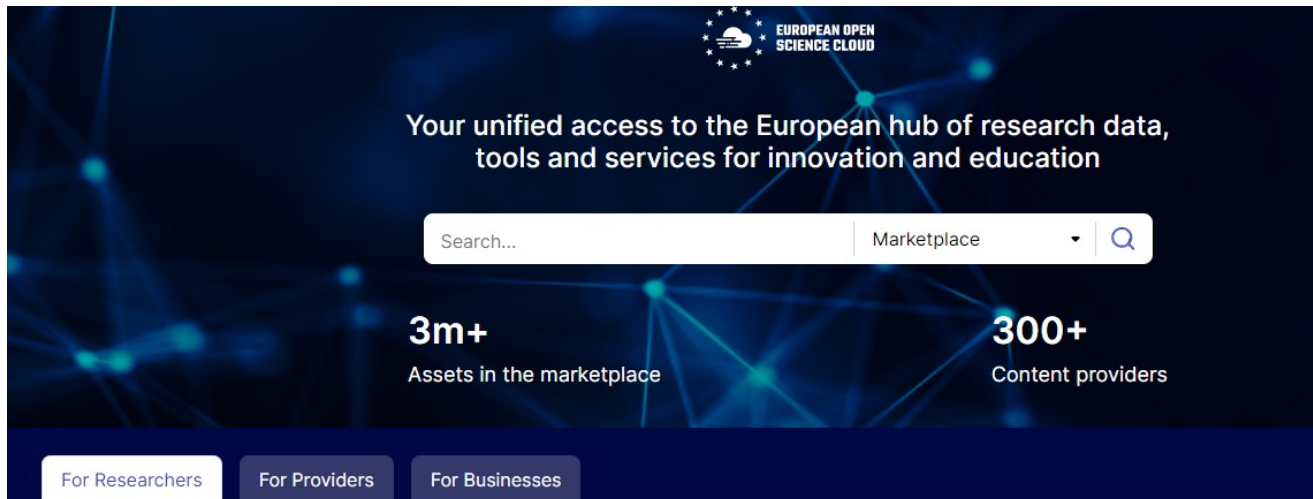 EUROPEAN OPEN
SCIENCE CLOUD
Your unified access to the European hub of research data,
tools and services for innovation and education
Search...
Marketplace
3m+
300+
Assets in the marketplace
Content providers
For Researchers
For Providers
For Businesses